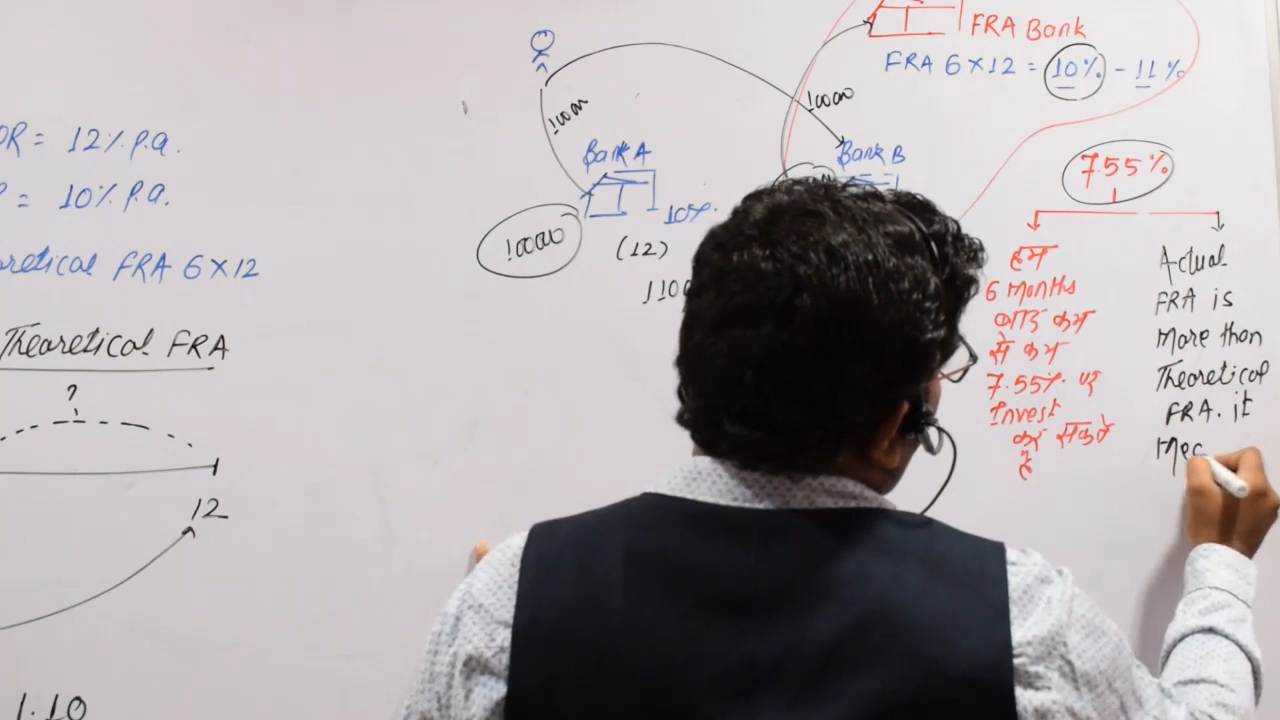 OR = 12% P.a.
= 10% P.a.
oretical FRA 6×12
Theoretical FRA
?
12
1.10
10000
10000
Bank A
Bank B
10%.
10000
(12)
1100
FRA Bank
FRA 6×12 = 10% - 11%
7.55%
हम
6 Months
बाद कम
से कम
7.55%. पर
Invest
कर सकते
है
Actual
FRA is
More than
Theoretical
FRA. it
Mea